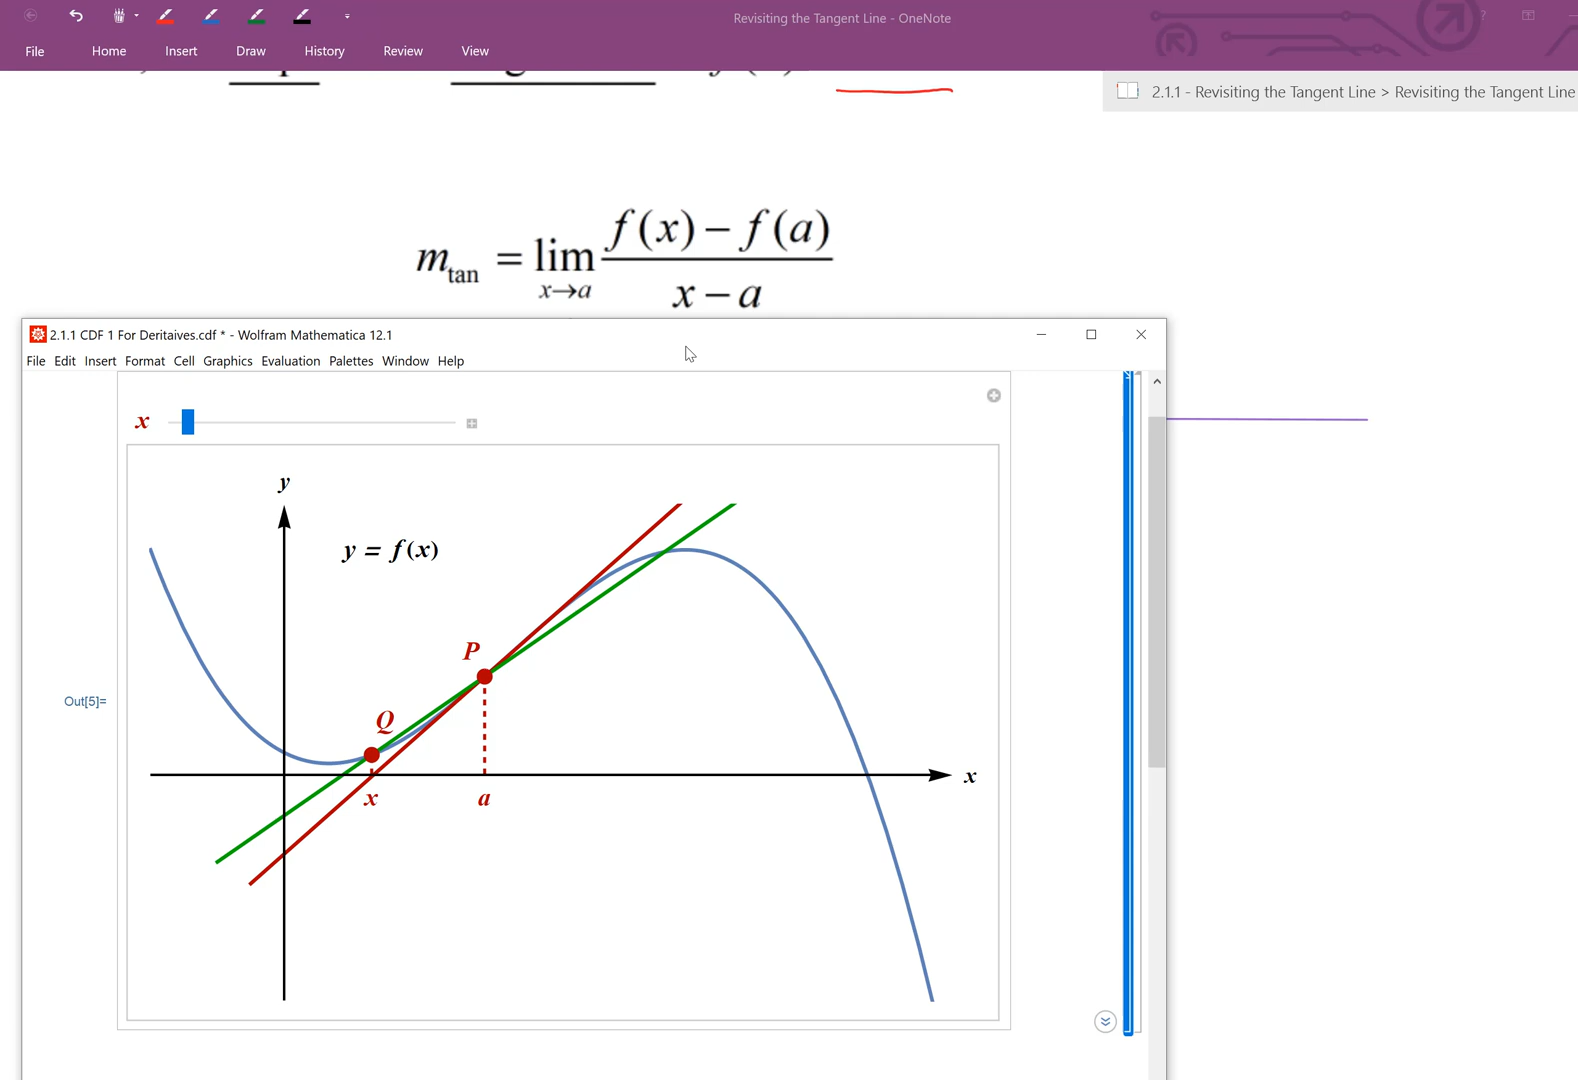 Revisiting the Tangent Line - OneNote
?
File Home Insert Draw History Review View
2.1.1 - Revisiting the Tangent Line > Revisiting the Tangent Line
m_tan = lim_{x→a} (f(x) − f(a)) / (x − a)
2.1.1 CDF 1 For Deritaives.cdf * - Wolfram Mathematica 12.1
File Edit Insert Format Cell Graphics Evaluation Palettes Window Help
x
y
y = f(x)
P
Out[5]=
Q
x
x a